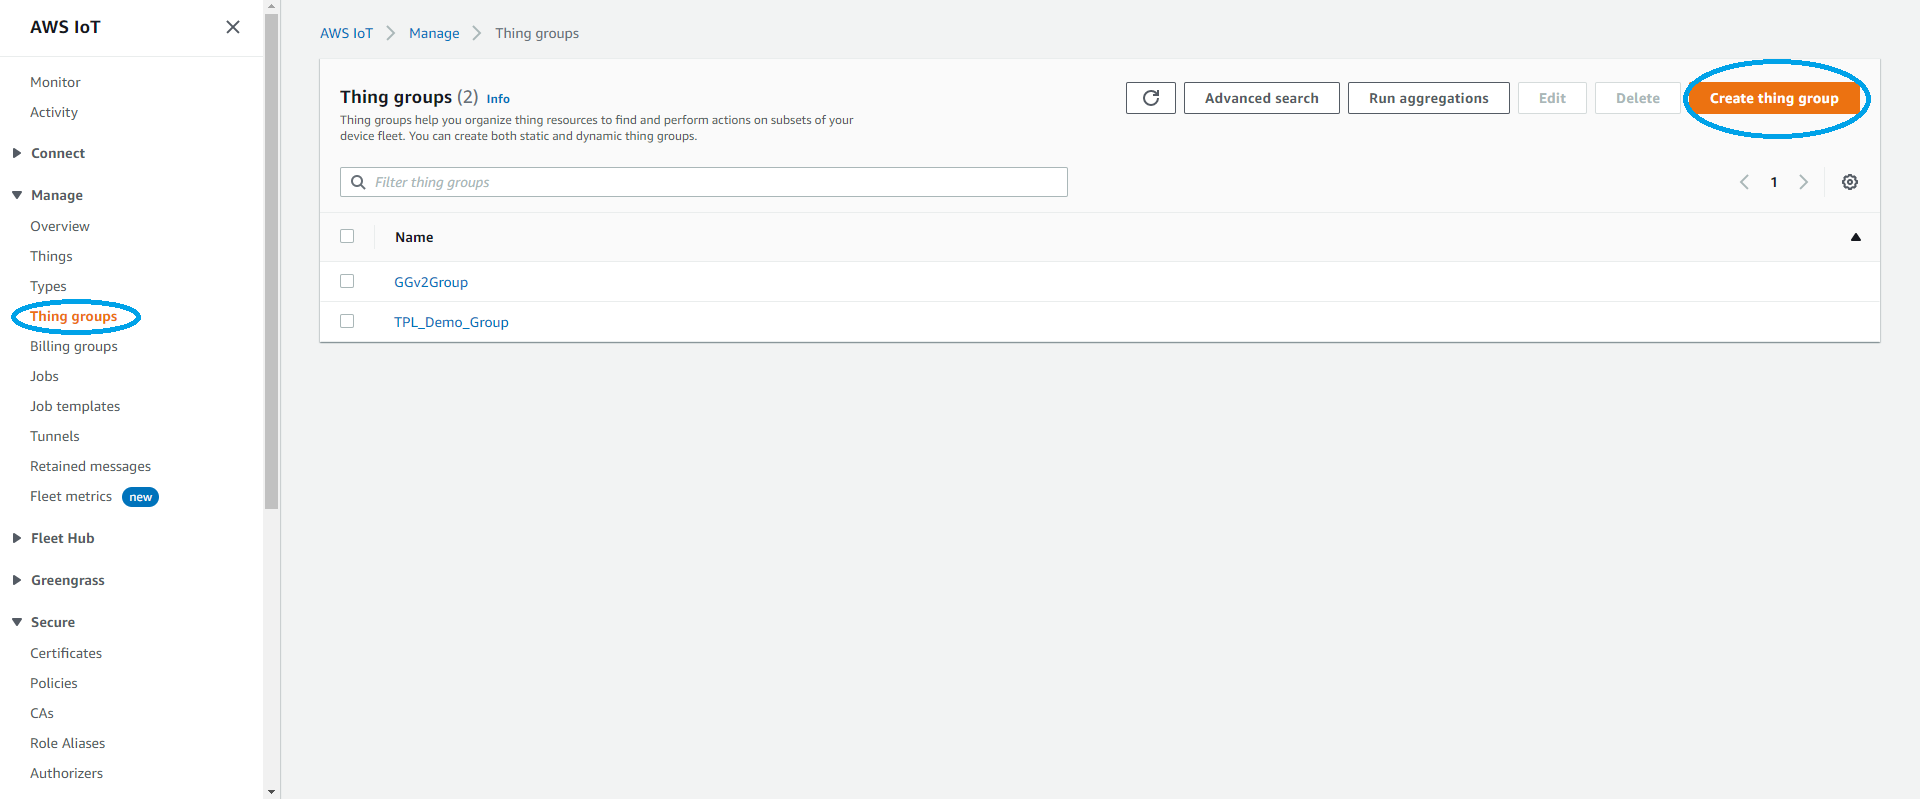 AWS IoT
Monitor
Activity
Connect
Manage
Overview
Things
Types
Thing groups
Billing groups
Jobs
Job templates
Tunnels
Retained messages
Fleet metrics new
Fleet Hub
Greengrass
Secure
Certificates
Policies
CAs
Role Aliases
Authorizers
AWS IoT > Manage > Thing groups
Thing groups (2) Info
Thing groups help you organize thing resources to find and perform actions on subsets of your
device fleet. You can create both static and dynamic thing groups.
Advanced search
Run aggregations
Edit
Delete
Create thing group
Filter thing groups
1
Name
GGv2Group
TPL_Demo_Group